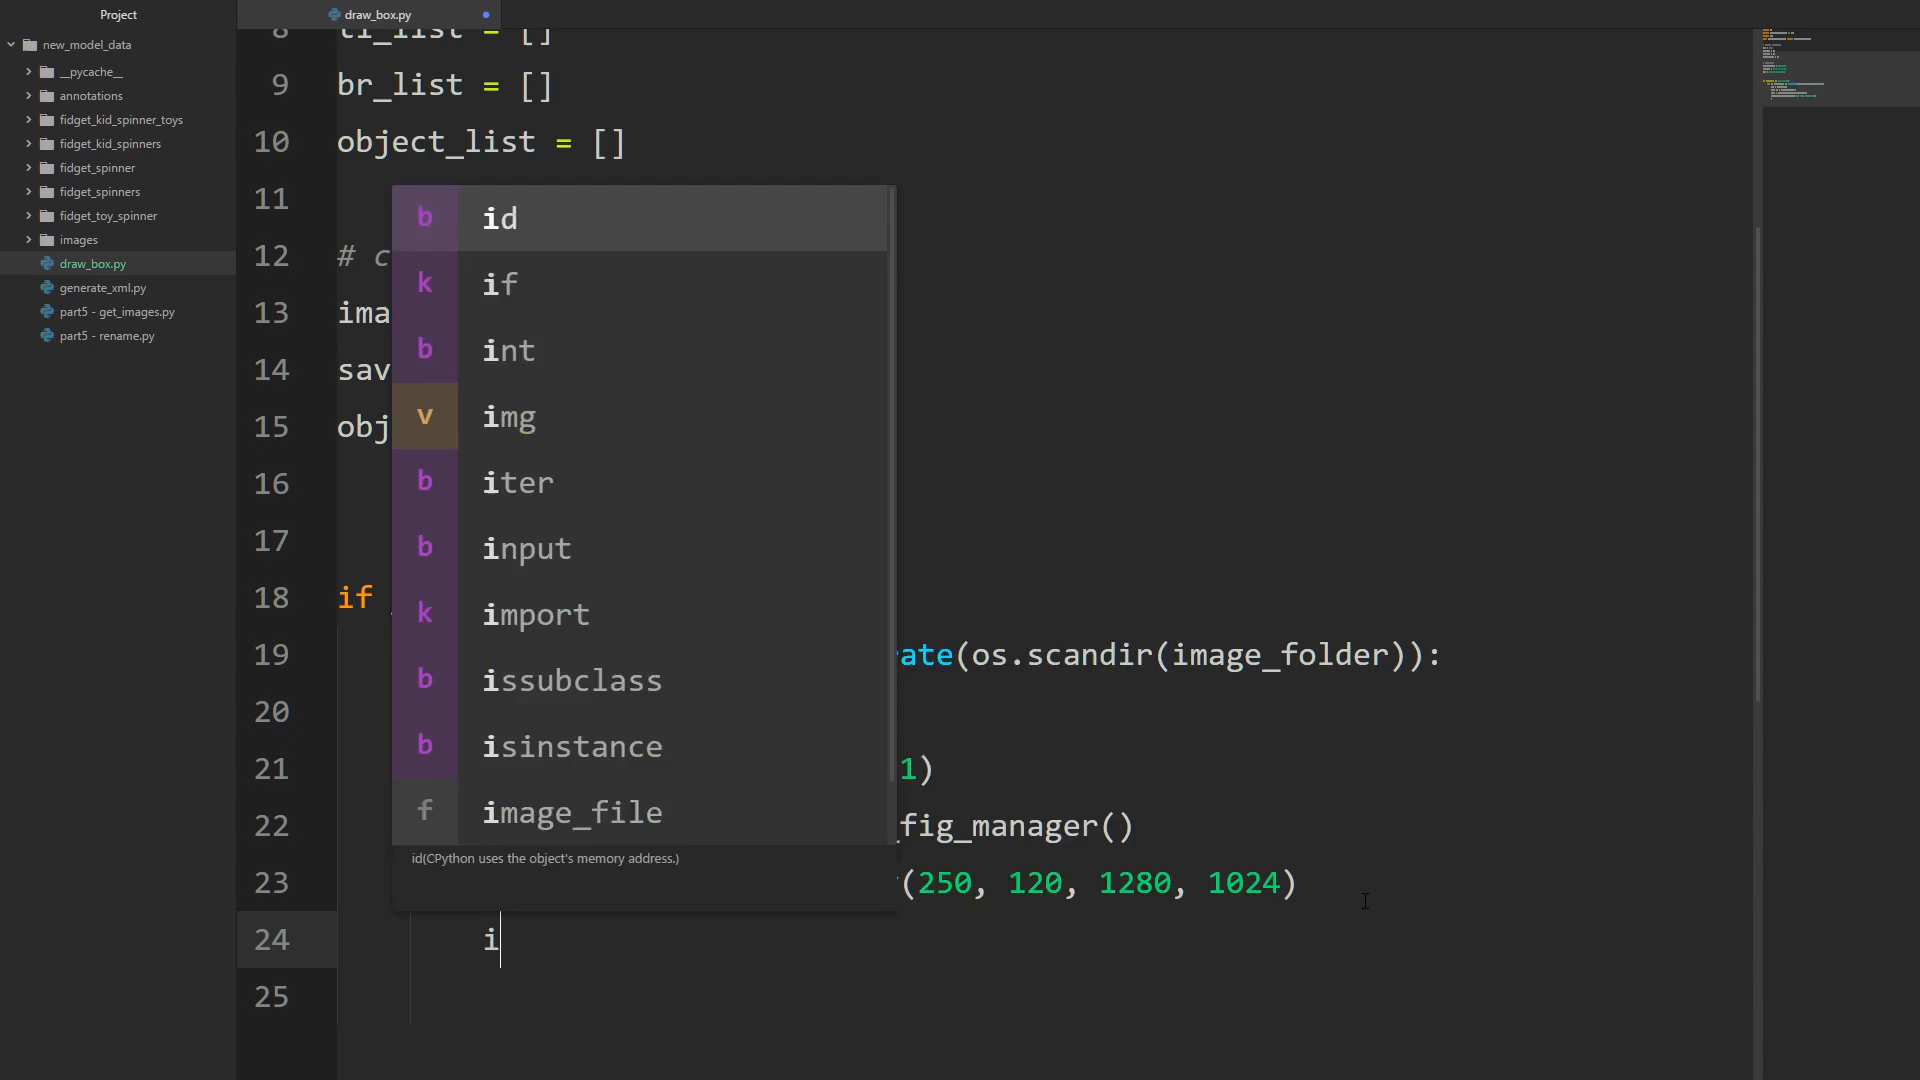 Project
new_model_data
__pycache__
annotations
fidget_kid_spinner_toys
fidget_kid_spinners
fidget_spinner
fidget_spinners
fidget_toy_spinner
images
draw_box.py
generate_xml.py
part5 - get_images.py
part5 - rename.py
draw_box.py
8 tl_list = []
9 br_list = []
10 object_list = []
11
12 # c
13 ima
14 sav
15 obj
16
17
18 if
19 rate(os.scandir(image_folder)):
20
21 1)
22 _fig_manager()
23 (250, 120, 1280, 1024)
24 i
25
b id
k if
b int
v img
b iter
b input
k import
b issubclass
b isinstance
f image_file
id(CPython uses the object's memory address.)